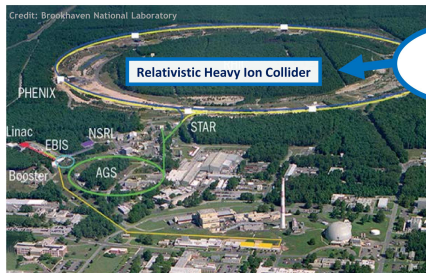 Credit: Brookhaven National Laboratory
Relativistic Heavy Ion Collider
PHENIX
STAR
Linac
NSRL
EBIS
AGS
Booster